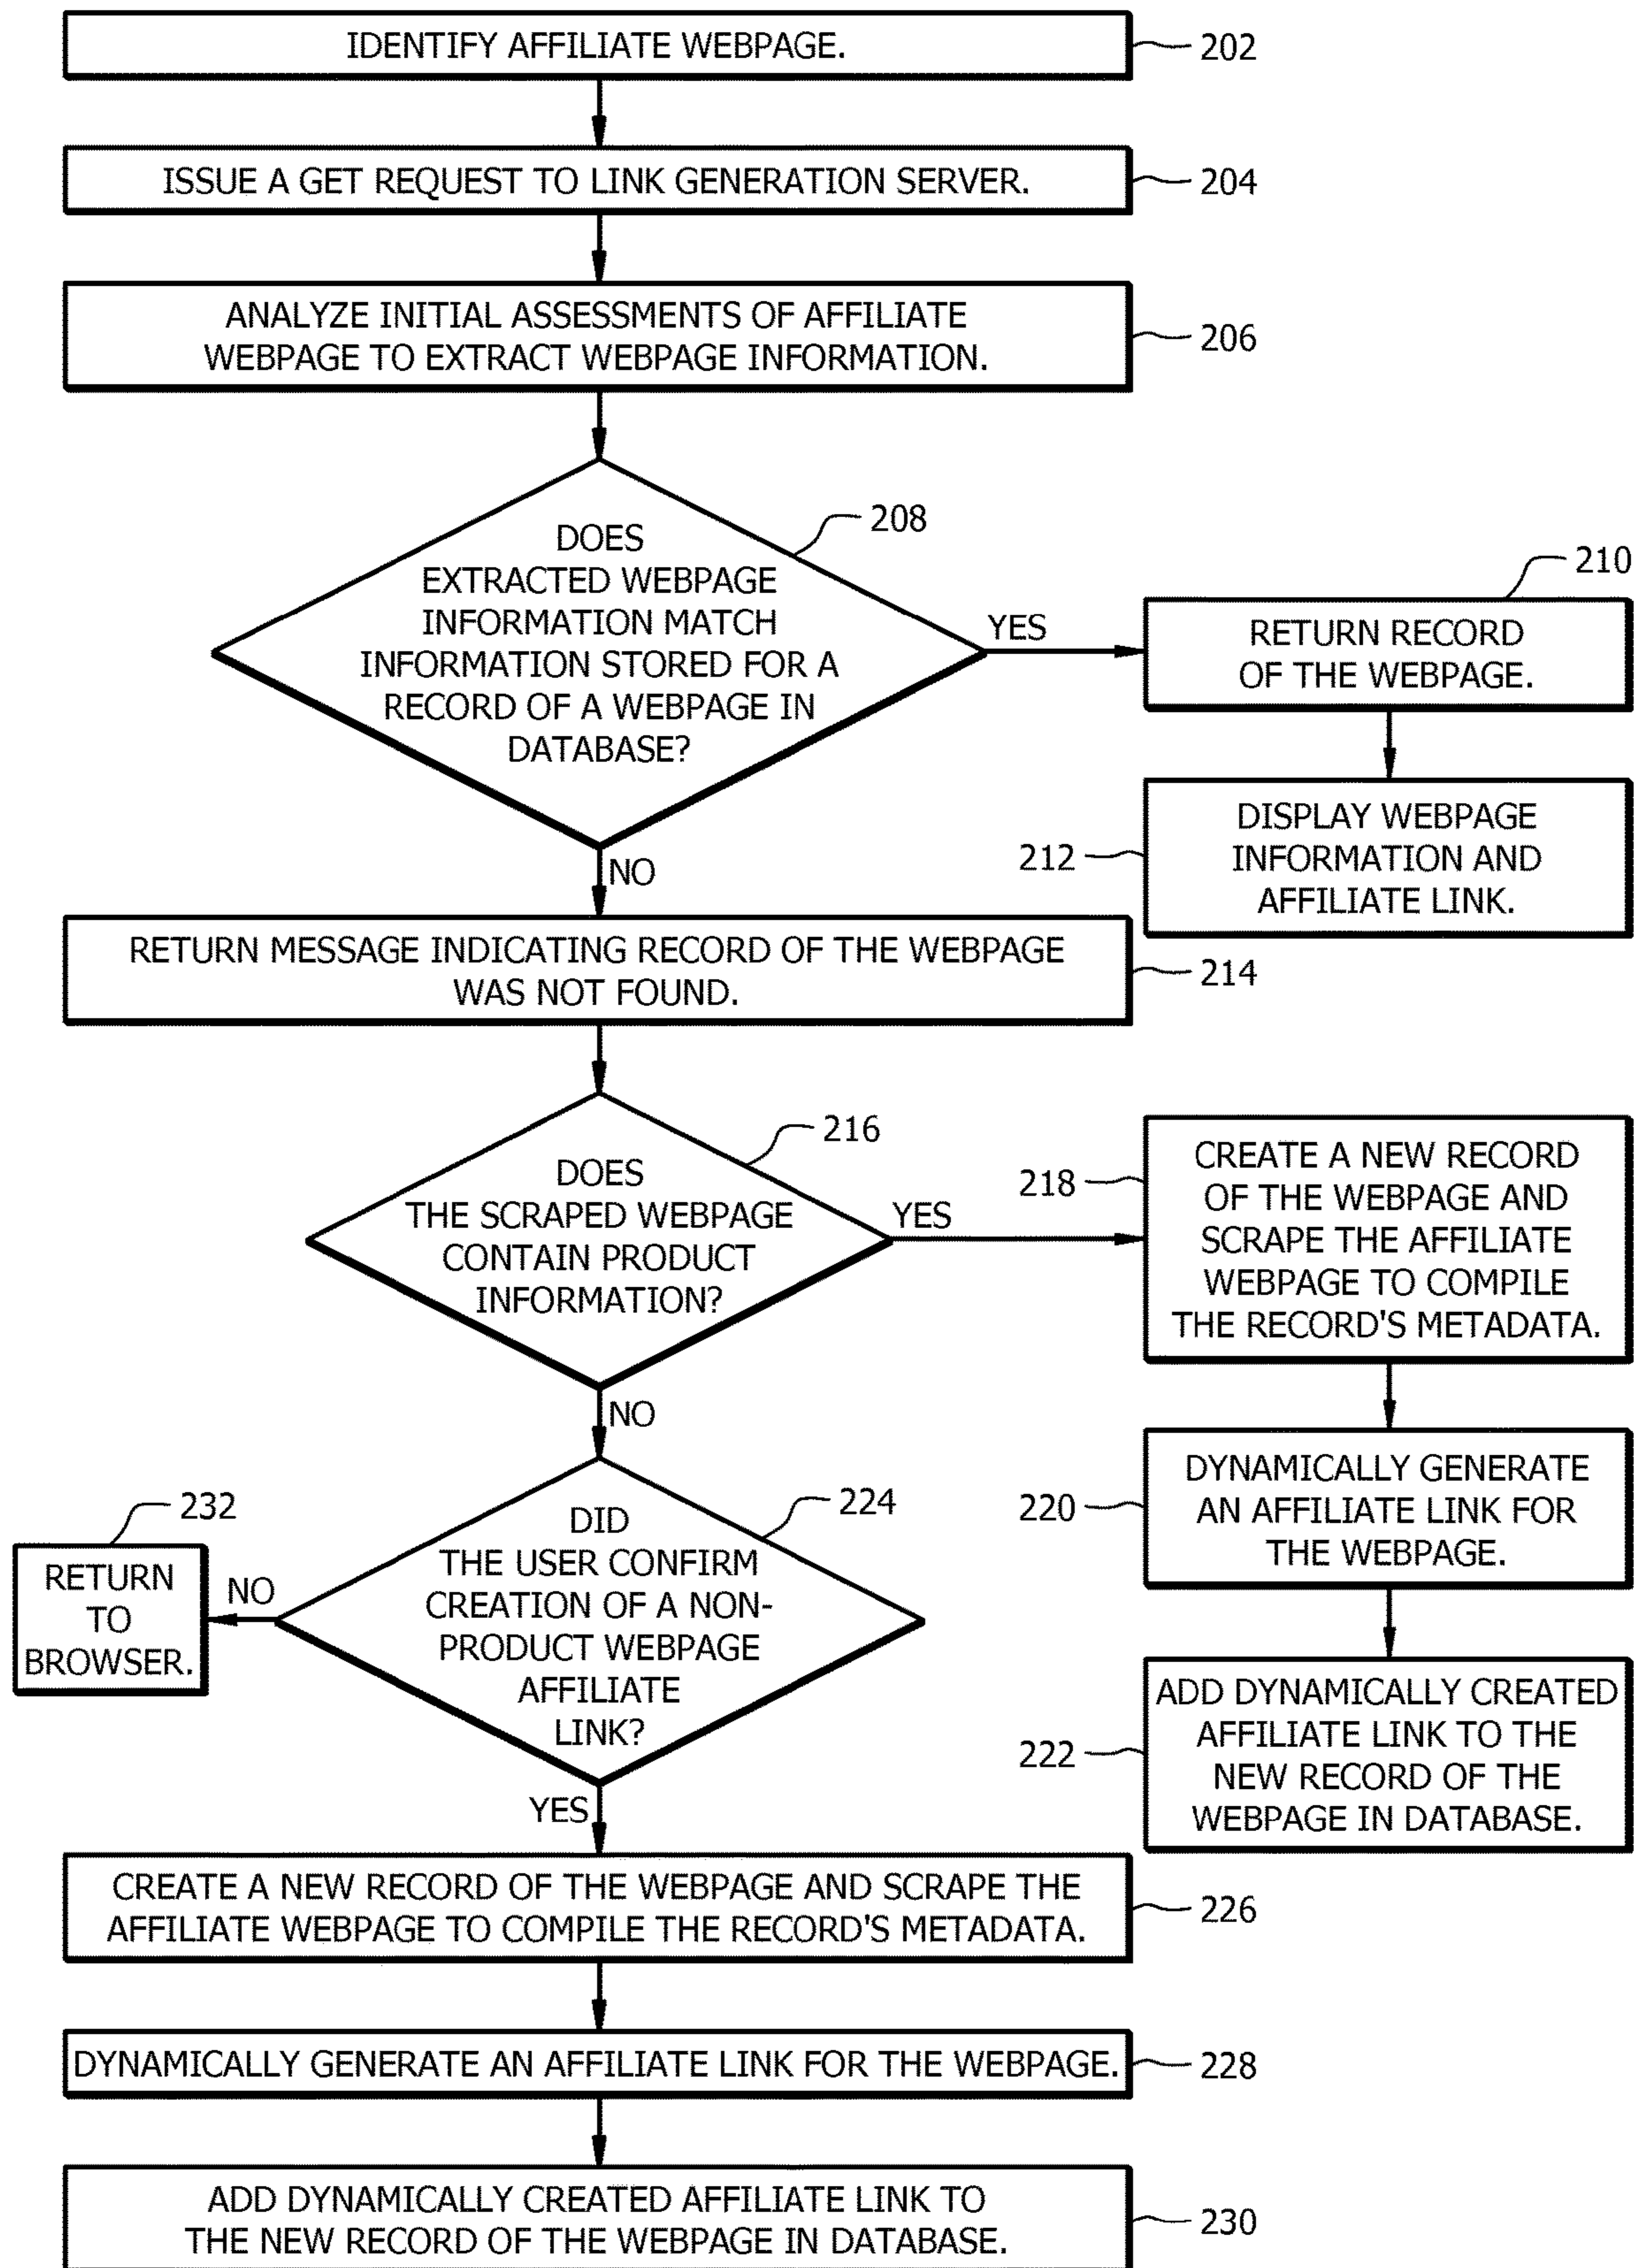 IDENTIFY AFFILIATE WEBPAGE.
202
ISSUE A GET REQUEST TO LINK GENERATION SERVER.
204
ANALYZE INITIAL ASSESSMENTS OF AFFILIATE
WEBPAGE TO EXTRACT WEBPAGE INFORMATION.
206
DOES
EXTRACTED WEBPAGE
INFORMATION MATCH
INFORMATION STORED FOR A
RECORD OF A WEBPAGE IN
DATABASE?
208
YES
210
RETURN RECORD
OF THE WEBPAGE.
212
DISPLAY WEBPAGE
INFORMATION AND
AFFILIATE LINK.
NO
RETURN MESSAGE INDICATING RECORD OF THE WEBPAGE
WAS NOT FOUND.
214
DOES
THE SCRAPED WEBPAGE
CONTAIN PRODUCT
INFORMATION?
216
YES
218
CREATE A NEW RECORD
OF THE WEBPAGE AND
SCRAPE THE AFFILIATE
WEBPAGE TO COMPILE
THE RECORD'S METADATA.
220
DYNAMICALLY GENERATE
AN AFFILIATE LINK FOR
THE WEBPAGE.
222
ADD DYNAMICALLY CREATED
AFFILIATE LINK TO THE
NEW RECORD OF THE
WEBPAGE IN DATABASE.
NO
DID
THE USER CONFIRM
CREATION OF A NON-
PRODUCT WEBPAGE
AFFILIATE
LINK?
224
NO
232
RETURN
TO
BROWSER.
YES
CREATE A NEW RECORD OF THE WEBPAGE AND SCRAPE THE
AFFILIATE WEBPAGE TO COMPILE THE RECORD'S METADATA.
226
DYNAMICALLY GENERATE AN AFFILIATE LINK FOR THE WEBPAGE.
228
ADD DYNAMICALLY CREATED AFFILIATE LINK TO
THE NEW RECORD OF THE WEBPAGE IN DATABASE.
230